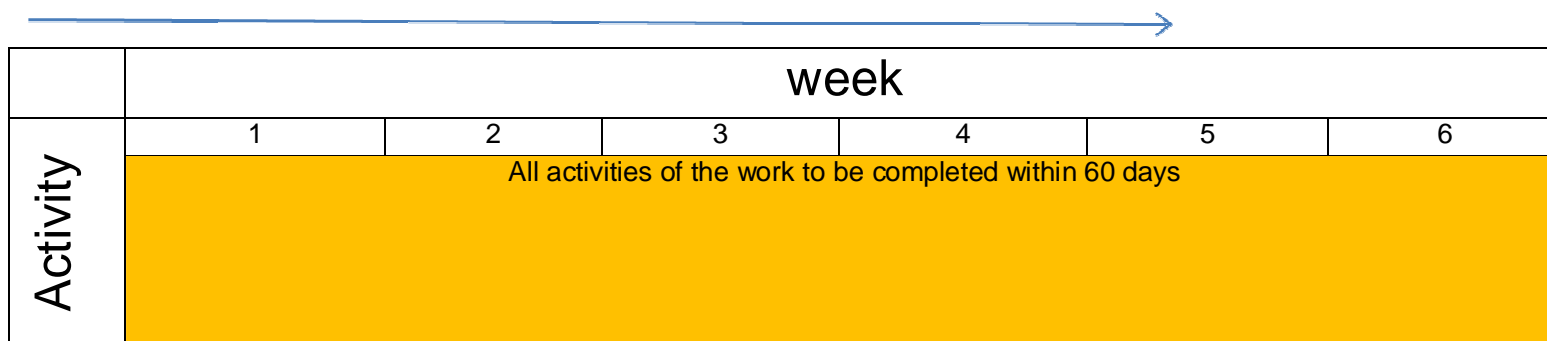 week
1 2 3 4 5 6
Activity
All activities of the work to be completed within 60 days